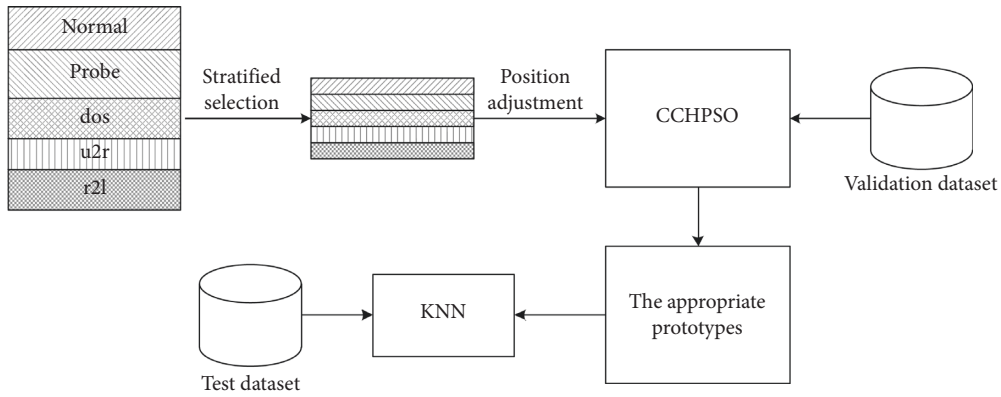 Normal
Probe
dos
u2r
r2l
Stratified
selection
Position
adjustment
CCHPSO
Validation dataset
The appropriate
prototypes
KNN
Test dataset